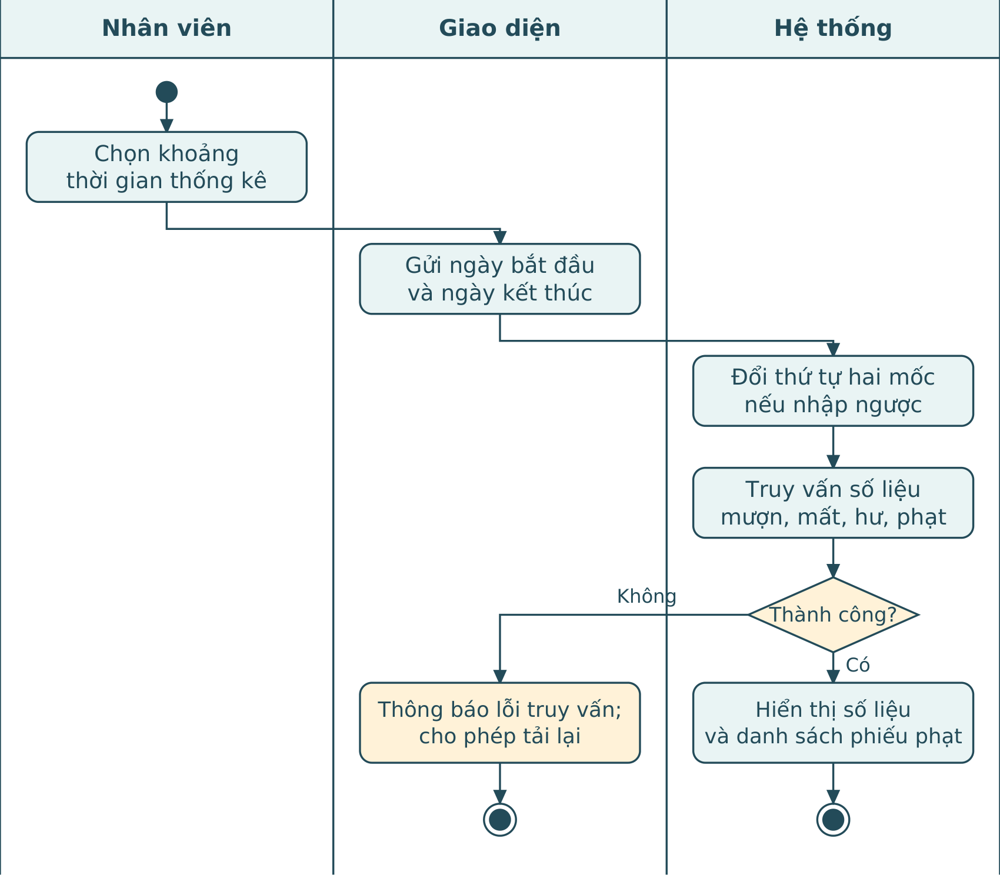 Nhân viên
Giao diện
Hệ thống
Chọn khoảng
thời gian thống kê
Gửi ngày bắt đầu
và ngày kết thúc
Đổi thứ tự hai mốc
nếu nhập ngược
Truy vấn số liệu
mượn, mất, hư, phạt
Thành công?
Không
Có
Thông báo lỗi truy vấn;
cho phép tải lại
Hiển thị số liệu
và danh sách phiếu phạt